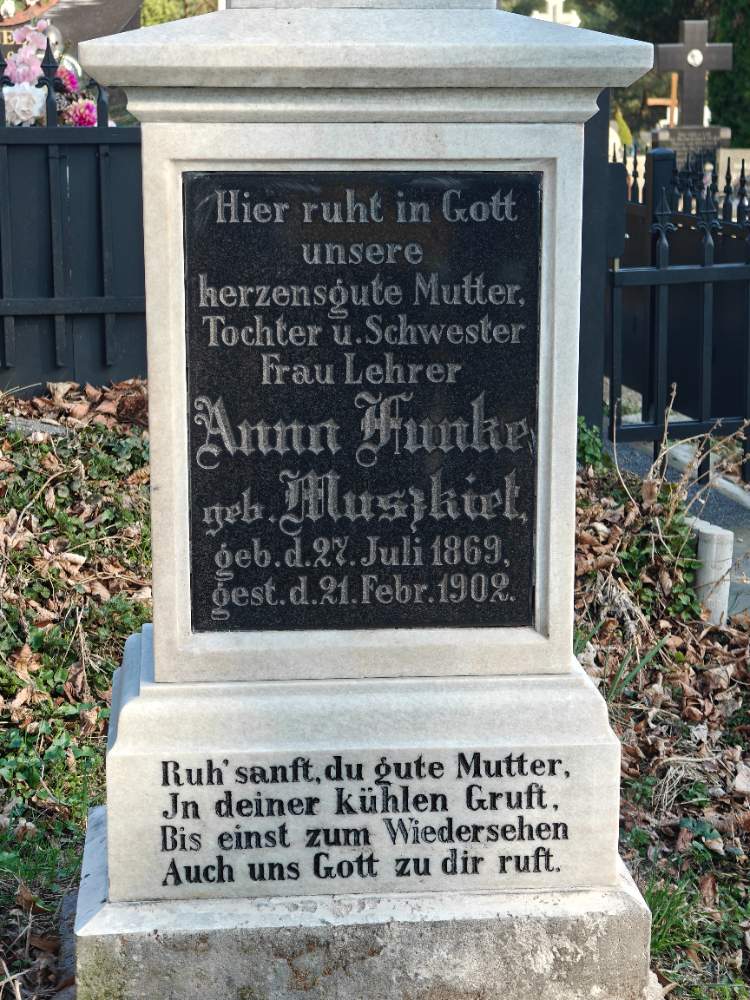 Hier ruht in Gott
unsere
herzensgute Mutter,
Tochter u. Schwester
Frau Lehrer
Anna Funke
geb. Muszkiet,
geb. d. 27. Juli 1869,
gest. d. 21. Febr. 1902.
Ruh' sanft, du gute Mutter,
Jn deiner kühlen Gruft,
Bis einst zum Wiedersehen
Auch uns Gott zu dir ruft.